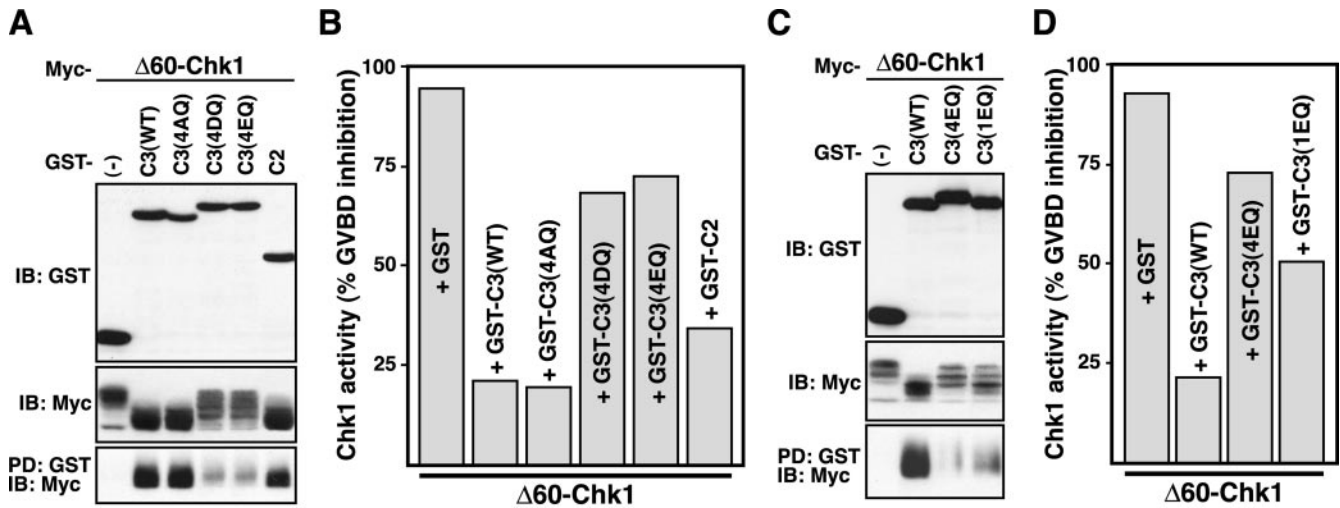 A
Myc- Δ60-Chk1
GST- (-) C3(WT) C3(4AQ) C3(4DQ) C3(4EQ) C2
IB: GST
IB: Myc
PD: GST
IB: Myc
B
Chk1 activity (% GVBD inhibition)
100
75
50
25
+ GST
+ GST-C3(WT)
+ GST-C3(4AQ)
+ GST-C3(4DQ)
+ GST-C3(4EQ)
+ GST-C2
Δ60-Chk1
C
Myc- Δ60-Chk1
GST- (-) C3(WT) C3(4EQ) C3(1EQ)
IB: GST
IB: Myc
PD: GST
IB: Myc
D
Chk1 activity (% GVBD inhibition)
100
75
50
25
+ GST
+ GST-C3(WT)
+ GST-C3(4EQ)
+ GST-C3(1EQ)
Δ60-Chk1